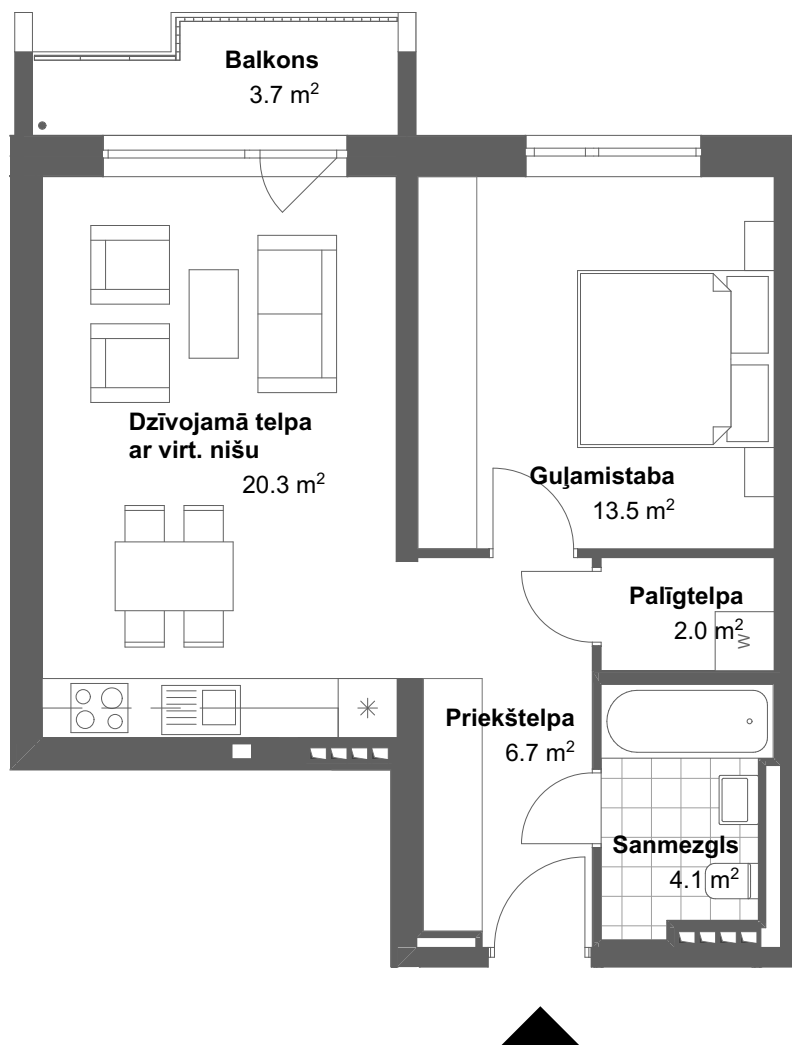 Balkons
3.7 m²
Dzīvojamā telpa
ar virt. nišu
20.3 m²
Guļamistaba
13.5 m²
Palīgtelpa
2.0 m²
W
Priekštelpa
6.7 m²
Sanmezgls
4.1 m²